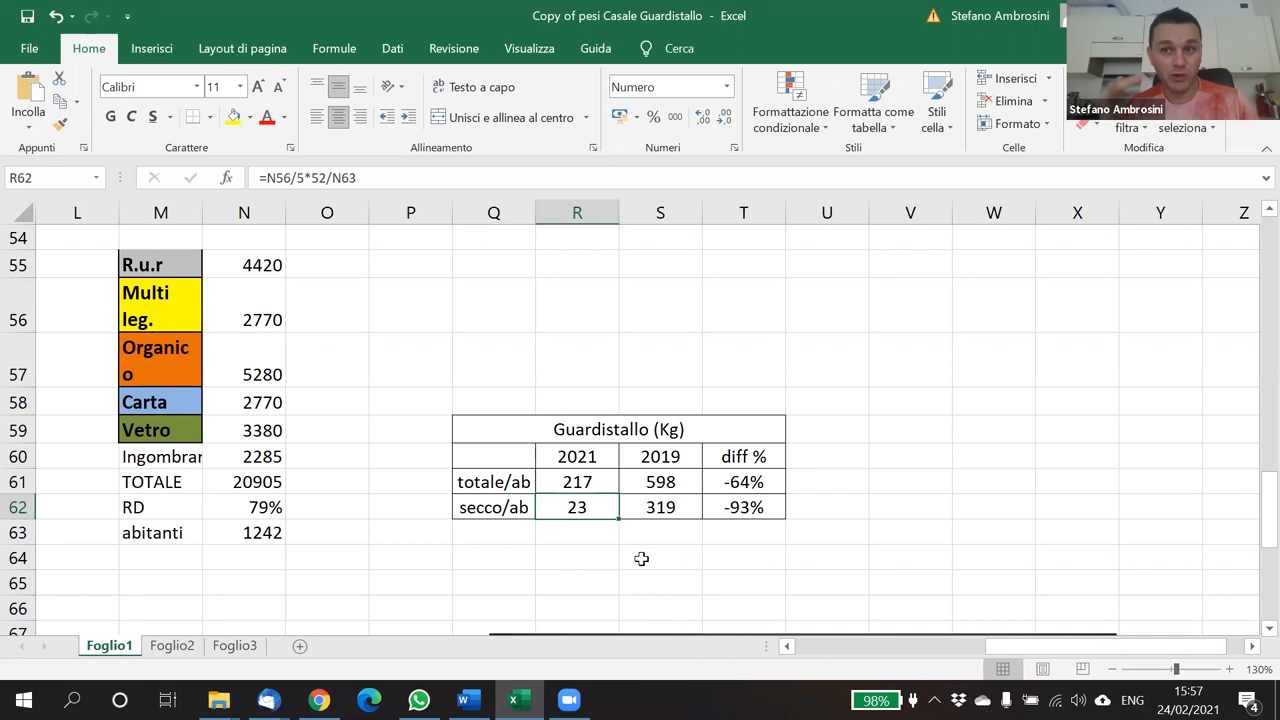 Copy of pesi Casale Guardistallo - Excel
Stefano Ambrosini
File Home Inserisci Layout di pagina Formule Dati Revisione Visualizza Guida Cerca
Incolla
Appunti
Calibri 11
G C S
Carattere
Testo a capo
Unisci e allinea al centro
Allineamento
Numero
% 000
Numeri
Formattazione condizionale
Formatta come tabella
Stili cella
Stili
Inserisci
Elimina
Formato
Celle
filtra
seleziona
Modifica
Stefano Ambrosini
R62 fx =N56/5*52/N63
L M N O P Q R S T U V W X Y Z
54
55 R.u.r 4420
56 Multi leg. 2770
57 Organico 5280
58 Carta 2770
59 Vetro 3380 Guardistallo (Kg)
60 Ingombrar 2285 2021 2019 diff %
61 TOTALE 20905 totale/ab 217 598 -64%
62 RD 79% secco/ab 23 319 -93%
63 abitanti 1242
64
65
66
67
Foglio1 Foglio2 Foglio3
130%
98% ENG 15:57
24/02/2021
4